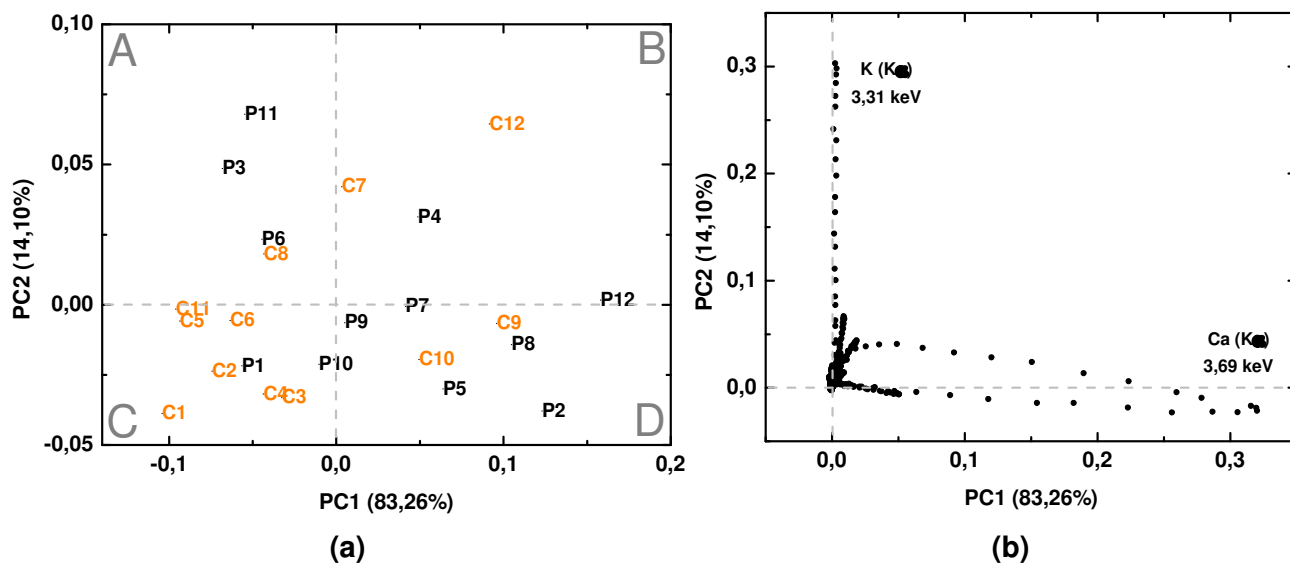 0,10
A
B
P11
C12
0,05
P3
C7
P4
P6
C8
0,00
P12
C5
C6
P7
P9
C9
P8
C2
P1
P10
C10
C4
C3
P5
C1
P2
C
D
-0,05
-0,1
0,0
0,1
0,2
PC2 (14,10%)
PC1 (83,26%)
(a)
0,3
K (K
)
3,31 keV
0,2
0,1
Ca (K
)
3,69 keV
0,0
0,0
0,1
0,2
0,3
PC2 (14,10%)
PC1 (83,26%)
(b)